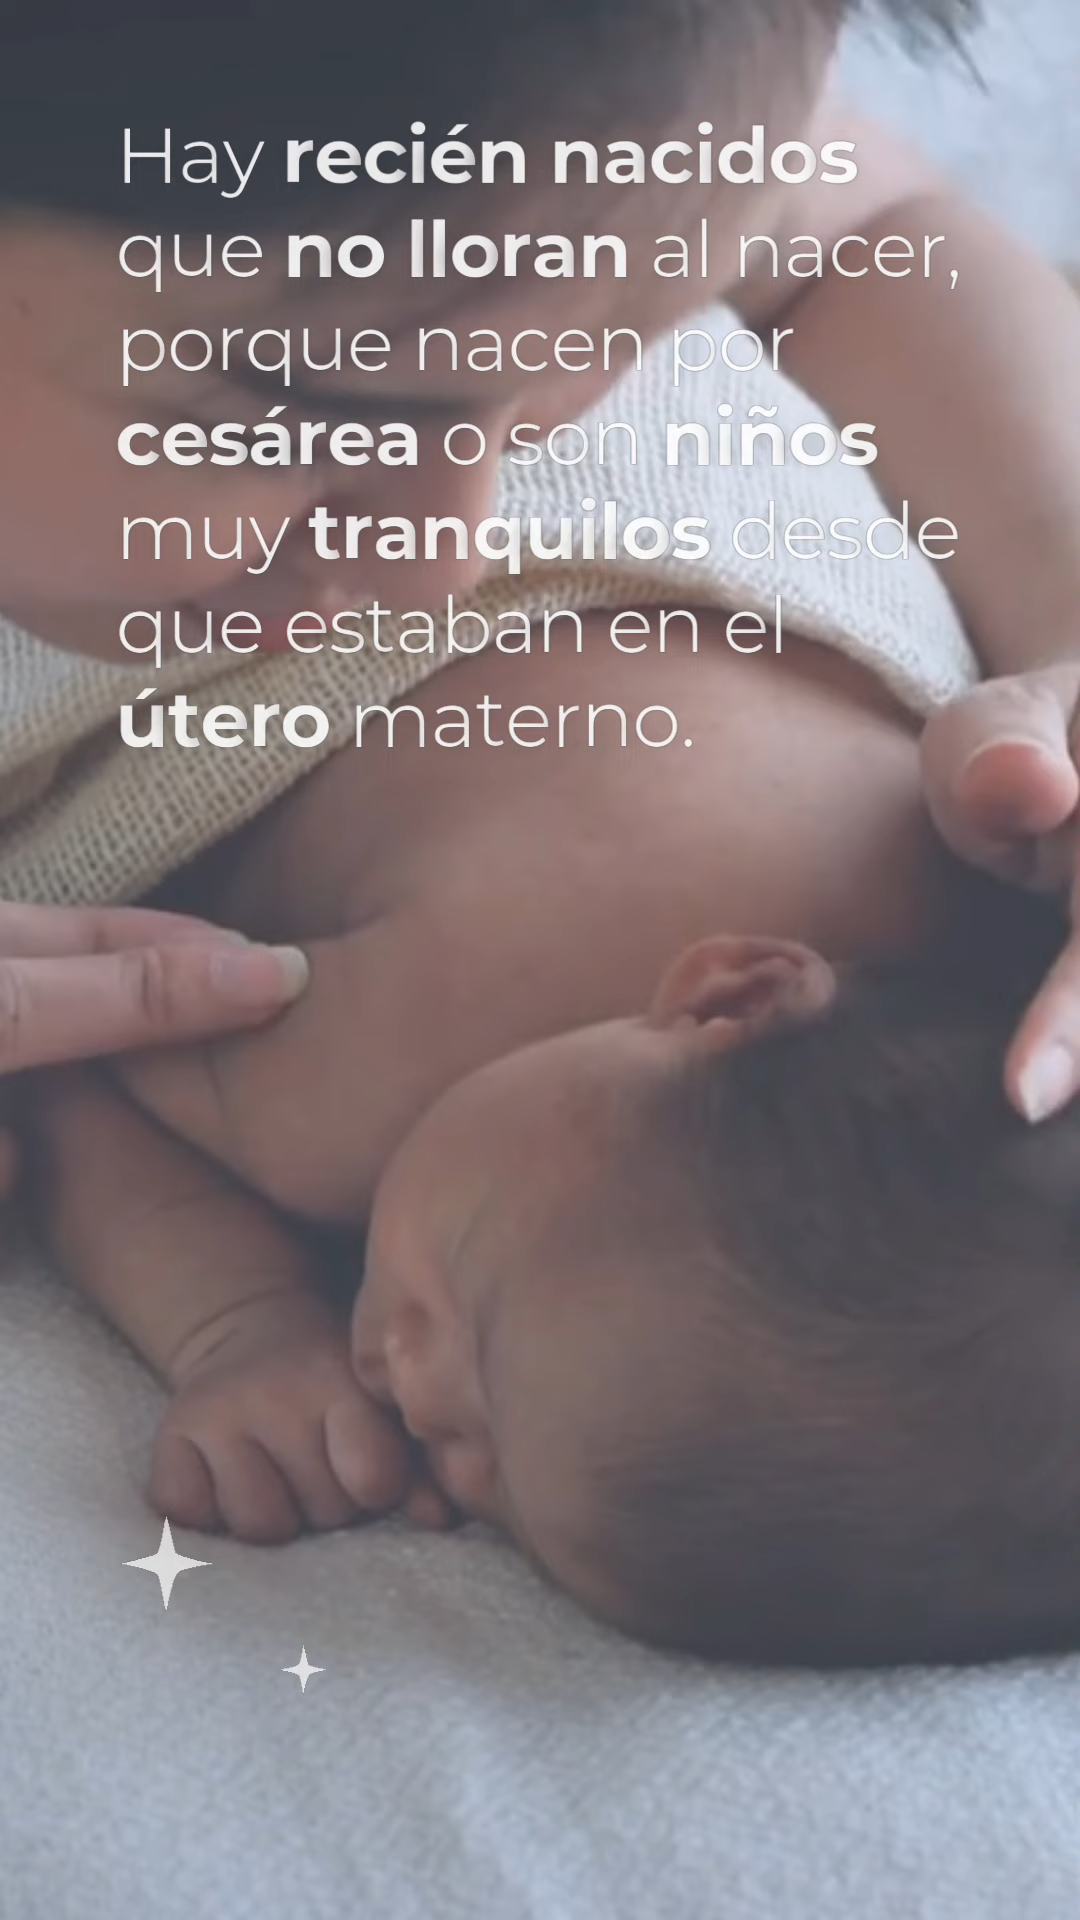 Hay recién nacidos
que no lloran al nacer,
porque nacen por
cesárea o son niños
muy tranquilos desde
que estaban en el
útero materno.